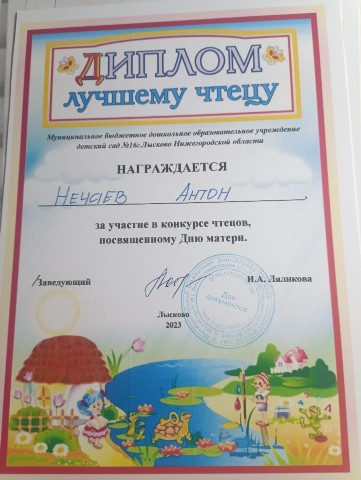 ДИПЛОМ
лучшему чтецу
Муниципальное бюджетное дошкольное образовательное учреждение
детский сад №16г.Лысково Нижегородской области
НАГРАЖДАЕТСЯ
НЕЧАЕВ АНТОН
за участие в конкурсе чтецов,
посвященному Дню матери.
/Заведующий И.А. Лаликова
Для
документов
Лысково
2023